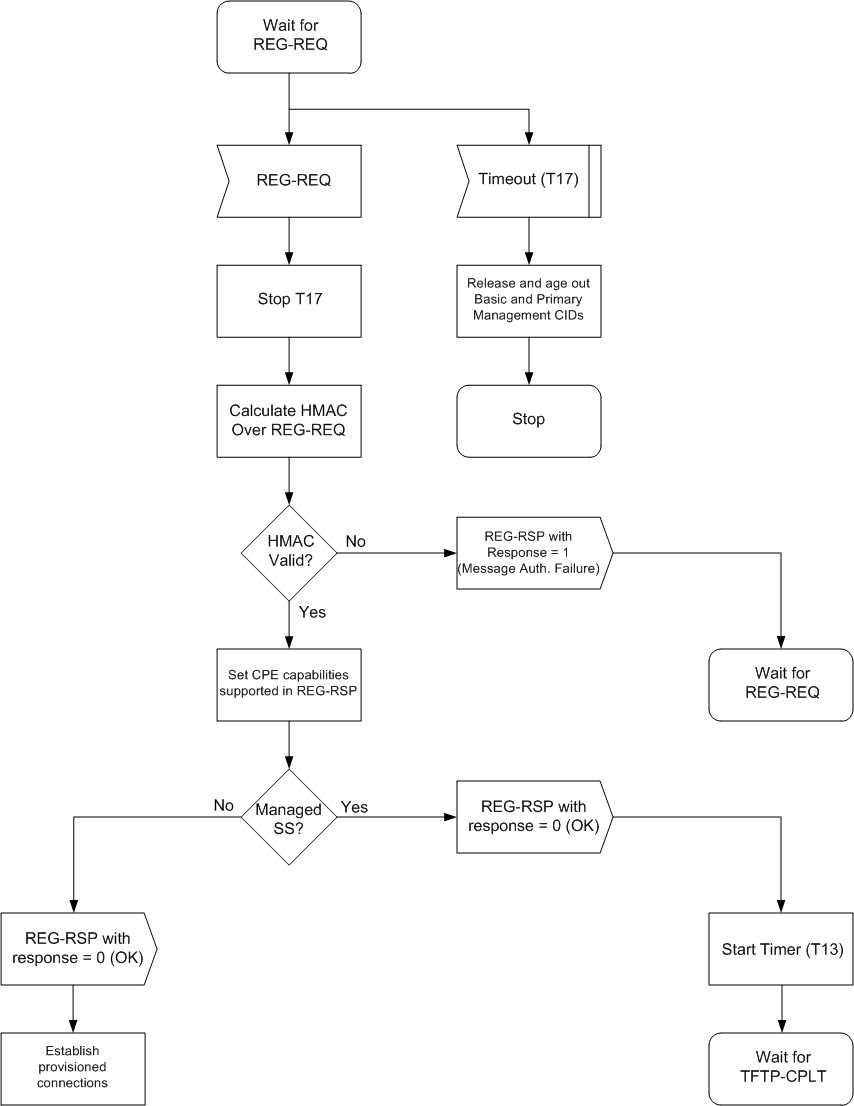 Wait for
REG-REQ
REG-REQ
Timeout (T17)
Stop T17
Release and age out
Basic and Primary
Management CIDs
Calculate HMAC
Over REG-REQ
Stop
HMAC
Valid?
No
REG-RSP with
Response = 1
(Message Auth. Failure)
Yes
Set CPE capabilities
supported in REG-RSP
Wait for
REG-REQ
No
Managed
SS?
Yes
REG-RSP with
response = 0 (OK)
REG-RSP with
response = 0 (OK)
Start Timer (T13)
Establish
provisioned
connections
Wait for
TFTP-CPLT